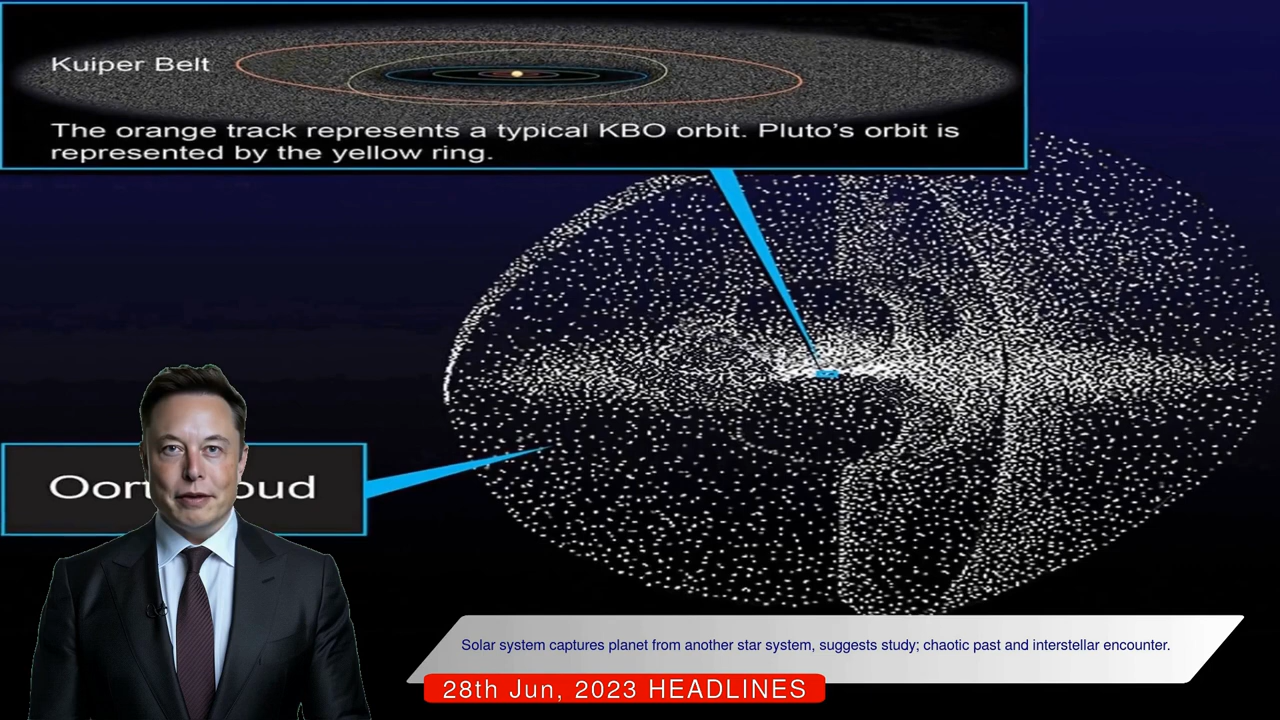 Kuiper Belt
The orange track represents a typical KBO orbit. Pluto's orbit is
represented by the yellow ring.
Oort oud
Solar system captures planet from another star system, suggests study; chaotic past and interstellar encounter.
28th Jun, 2023 HEADLINES